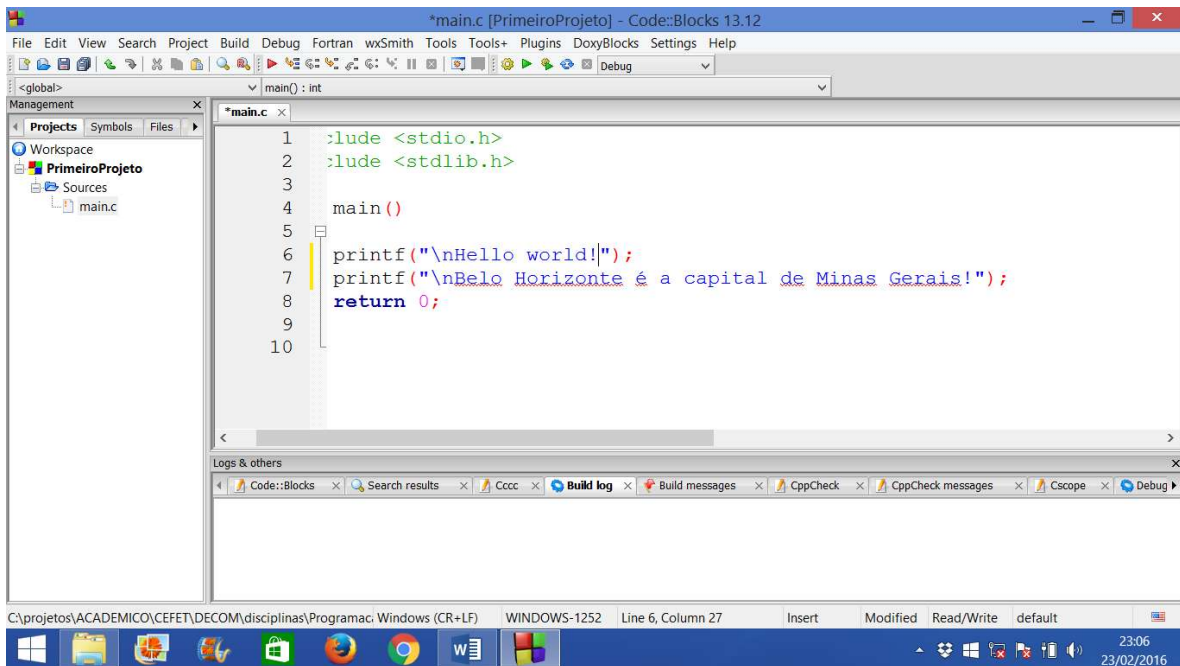 *main.c [PrimeiroProjeto] - Code::Blocks 13.12
File Edit View Search Project Build Debug Fortran wxSmith Tools Tools+ Plugins DoxyBlocks Settings Help
Debug
<global> main() : int
Management
*main.c
Projects Symbols Files
Workspace
PrimeiroProjeto
Sources
main.c
1 clude <stdio.h>
2 clude <stdlib.h>
3
4 main()
5
6 printf("\nHello world!");
7 printf("\nBelo Horizonte é a capital de Minas Gerais!");
8 return 0;
9
10
Logs & others
Code::Blocks Search results Cccc Build log Build messages CppCheck CppCheck messages Cscope Debug
C:\projetos\ACADEMICO\CEFET\DECOM\disciplinas\Programac Windows (CR+LF) WINDOWS-1252 Line 6, Column 27 Insert Modified Read/Write default
23:06
23/02/2016